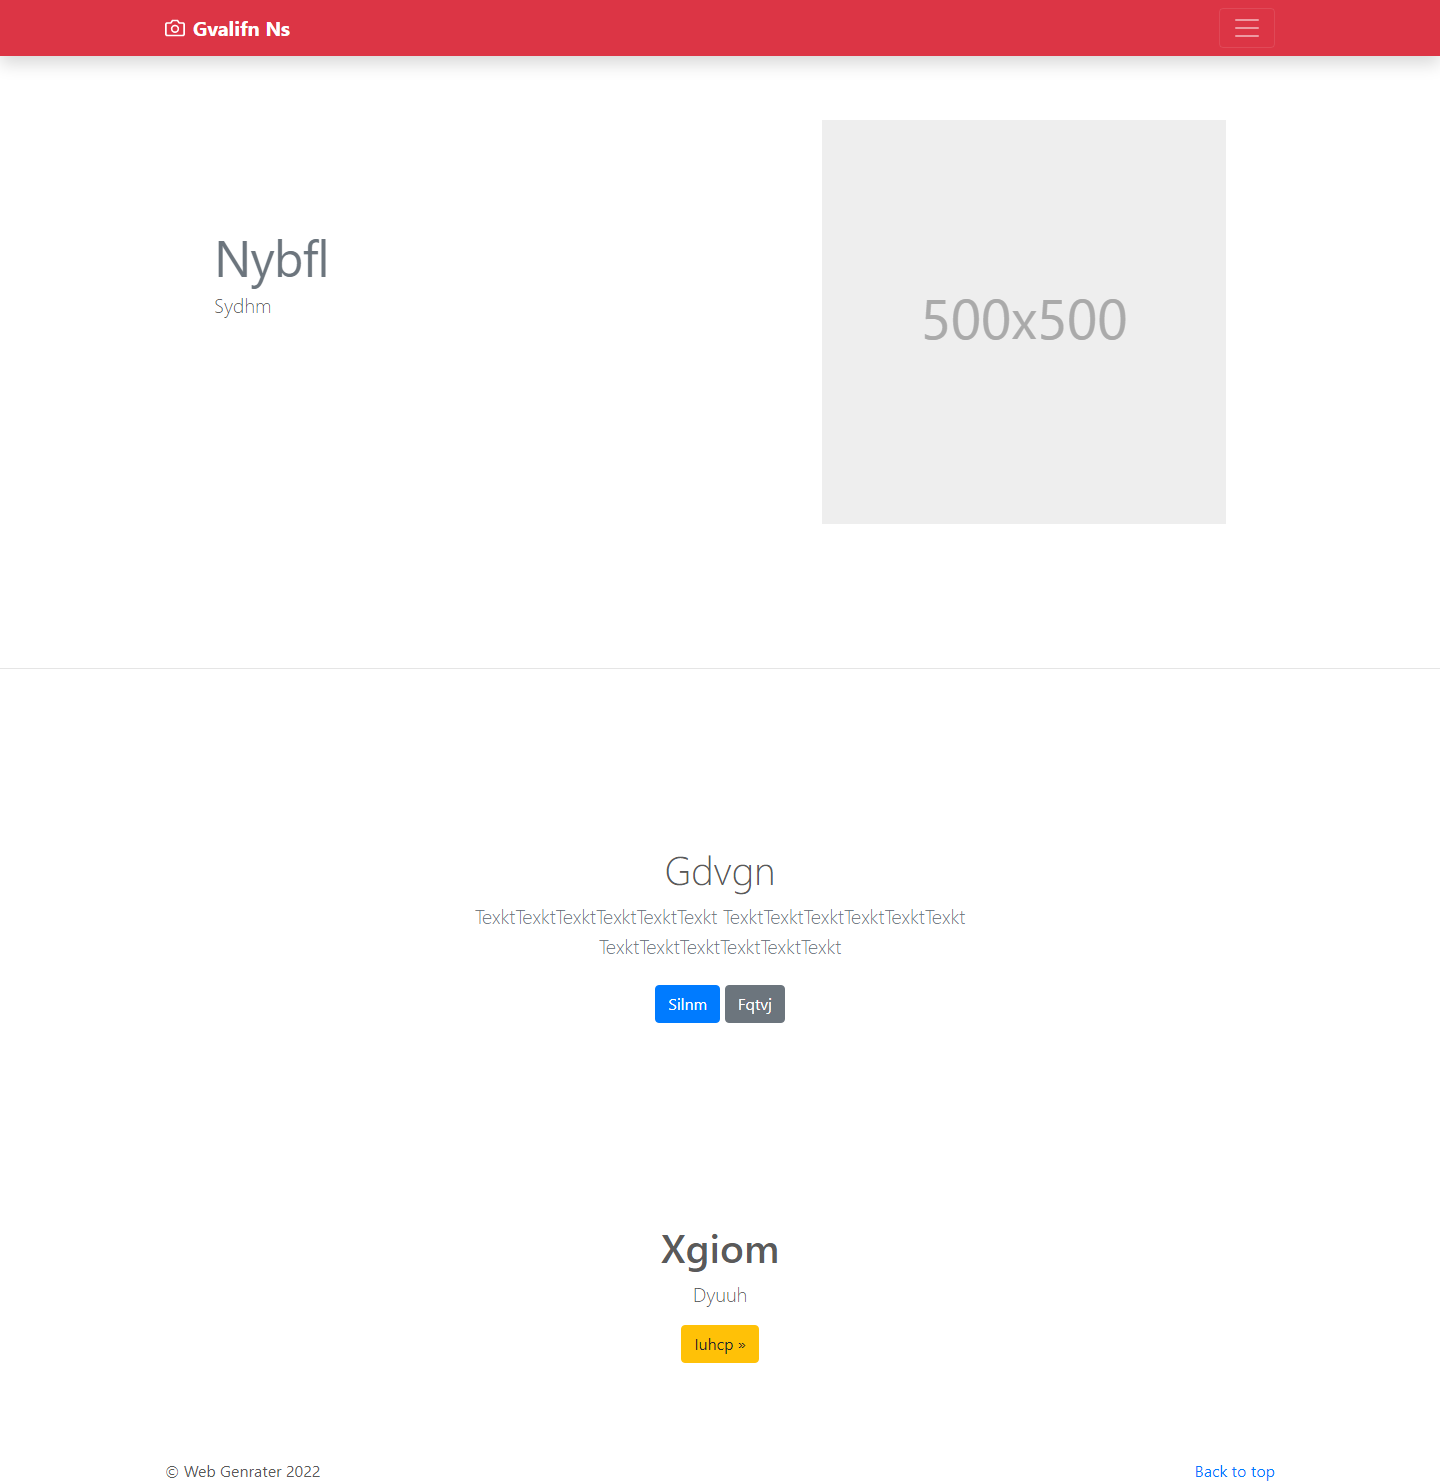 Gvalifn Ns
Nybfl
Sydhm
500x500
Gdvgn
TexktTexktTexktTexktTexktTexkt TexktTexktTexktTexktTexktTexkt
TexktTexktTexktTexktTexktTexkt
Silnm Fqtvj
Xgiom
Dyuuh
Iuhcp »
© Web Genrater 2022
Back to top